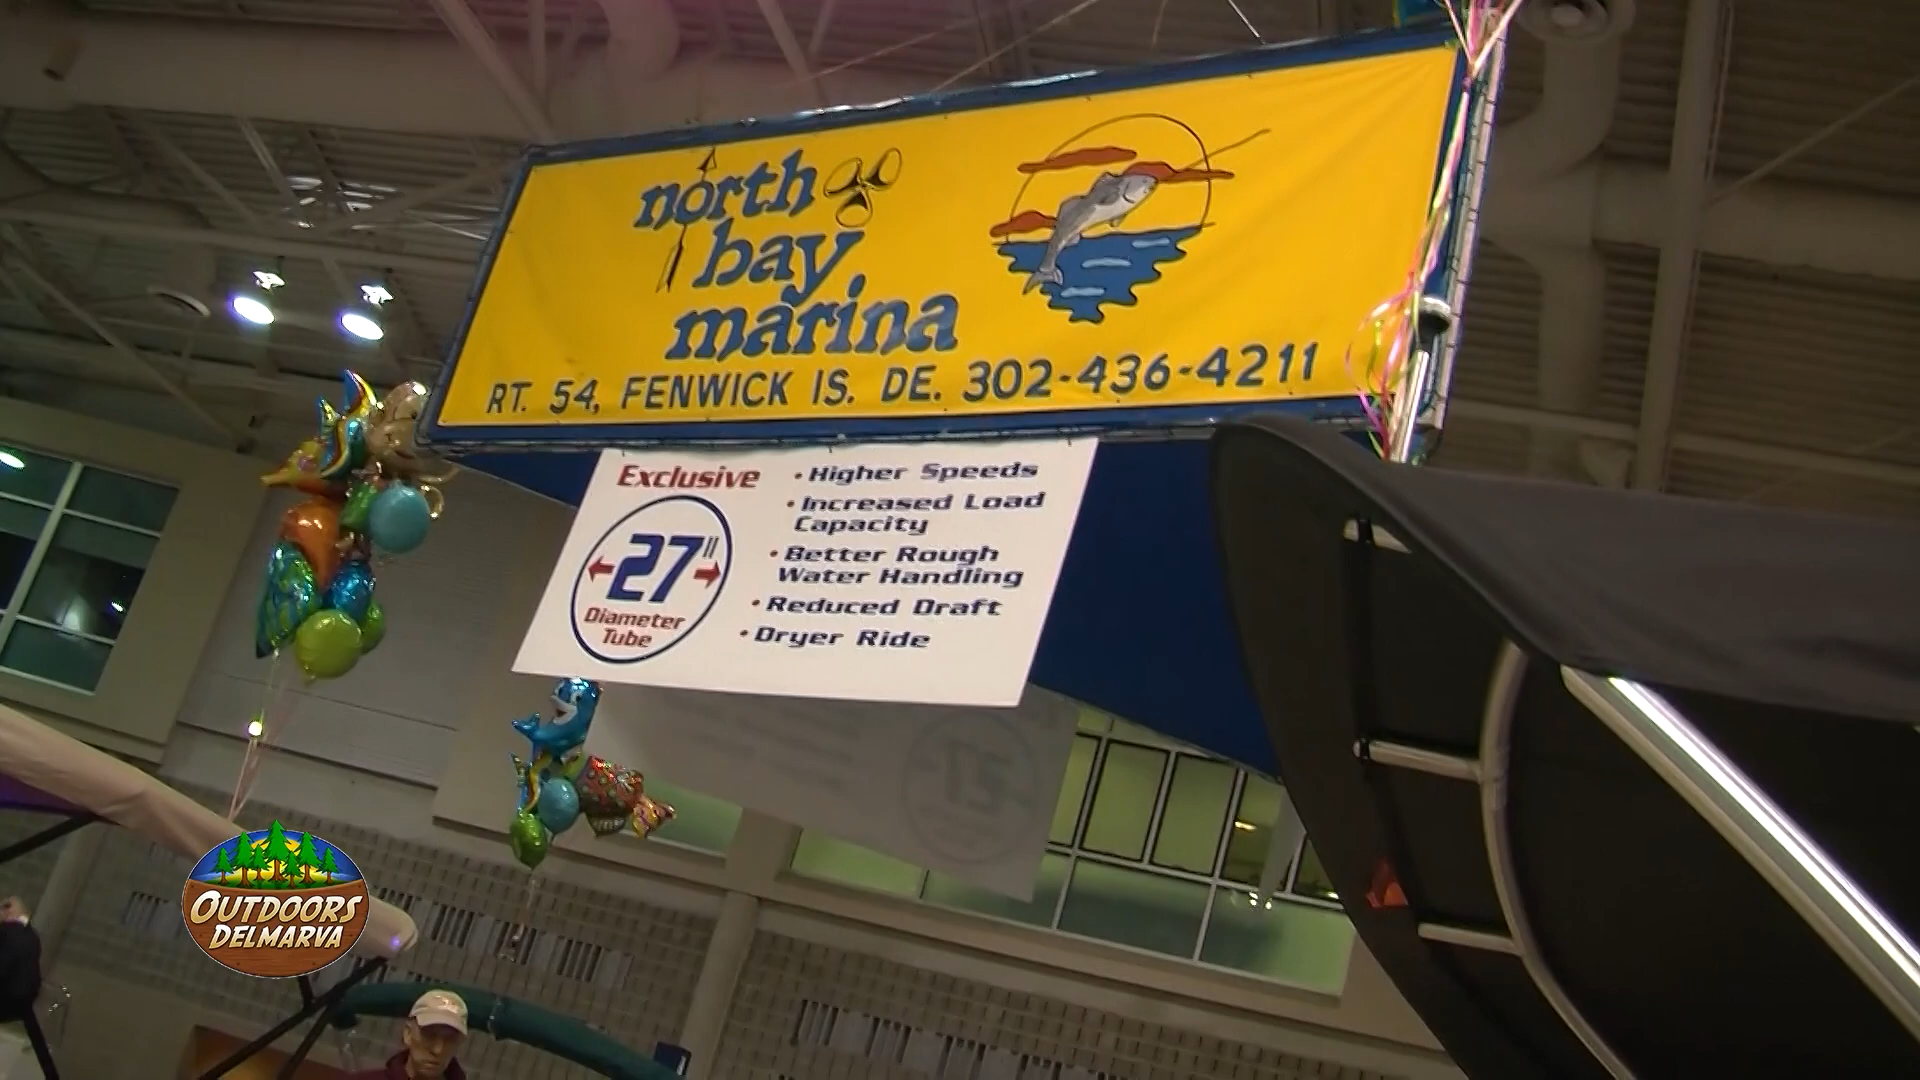 north
bay
marina
RT. 54, FENWICK IS. DE. 302-436-4211
Exclusive
27"
Diameter
Tube
• Higher Speeds
• Increased Load
Capacity
• Better Rough
Water Handling
• Reduced Draft
• Dryer Ride
OUTDOORS
DELMARVA